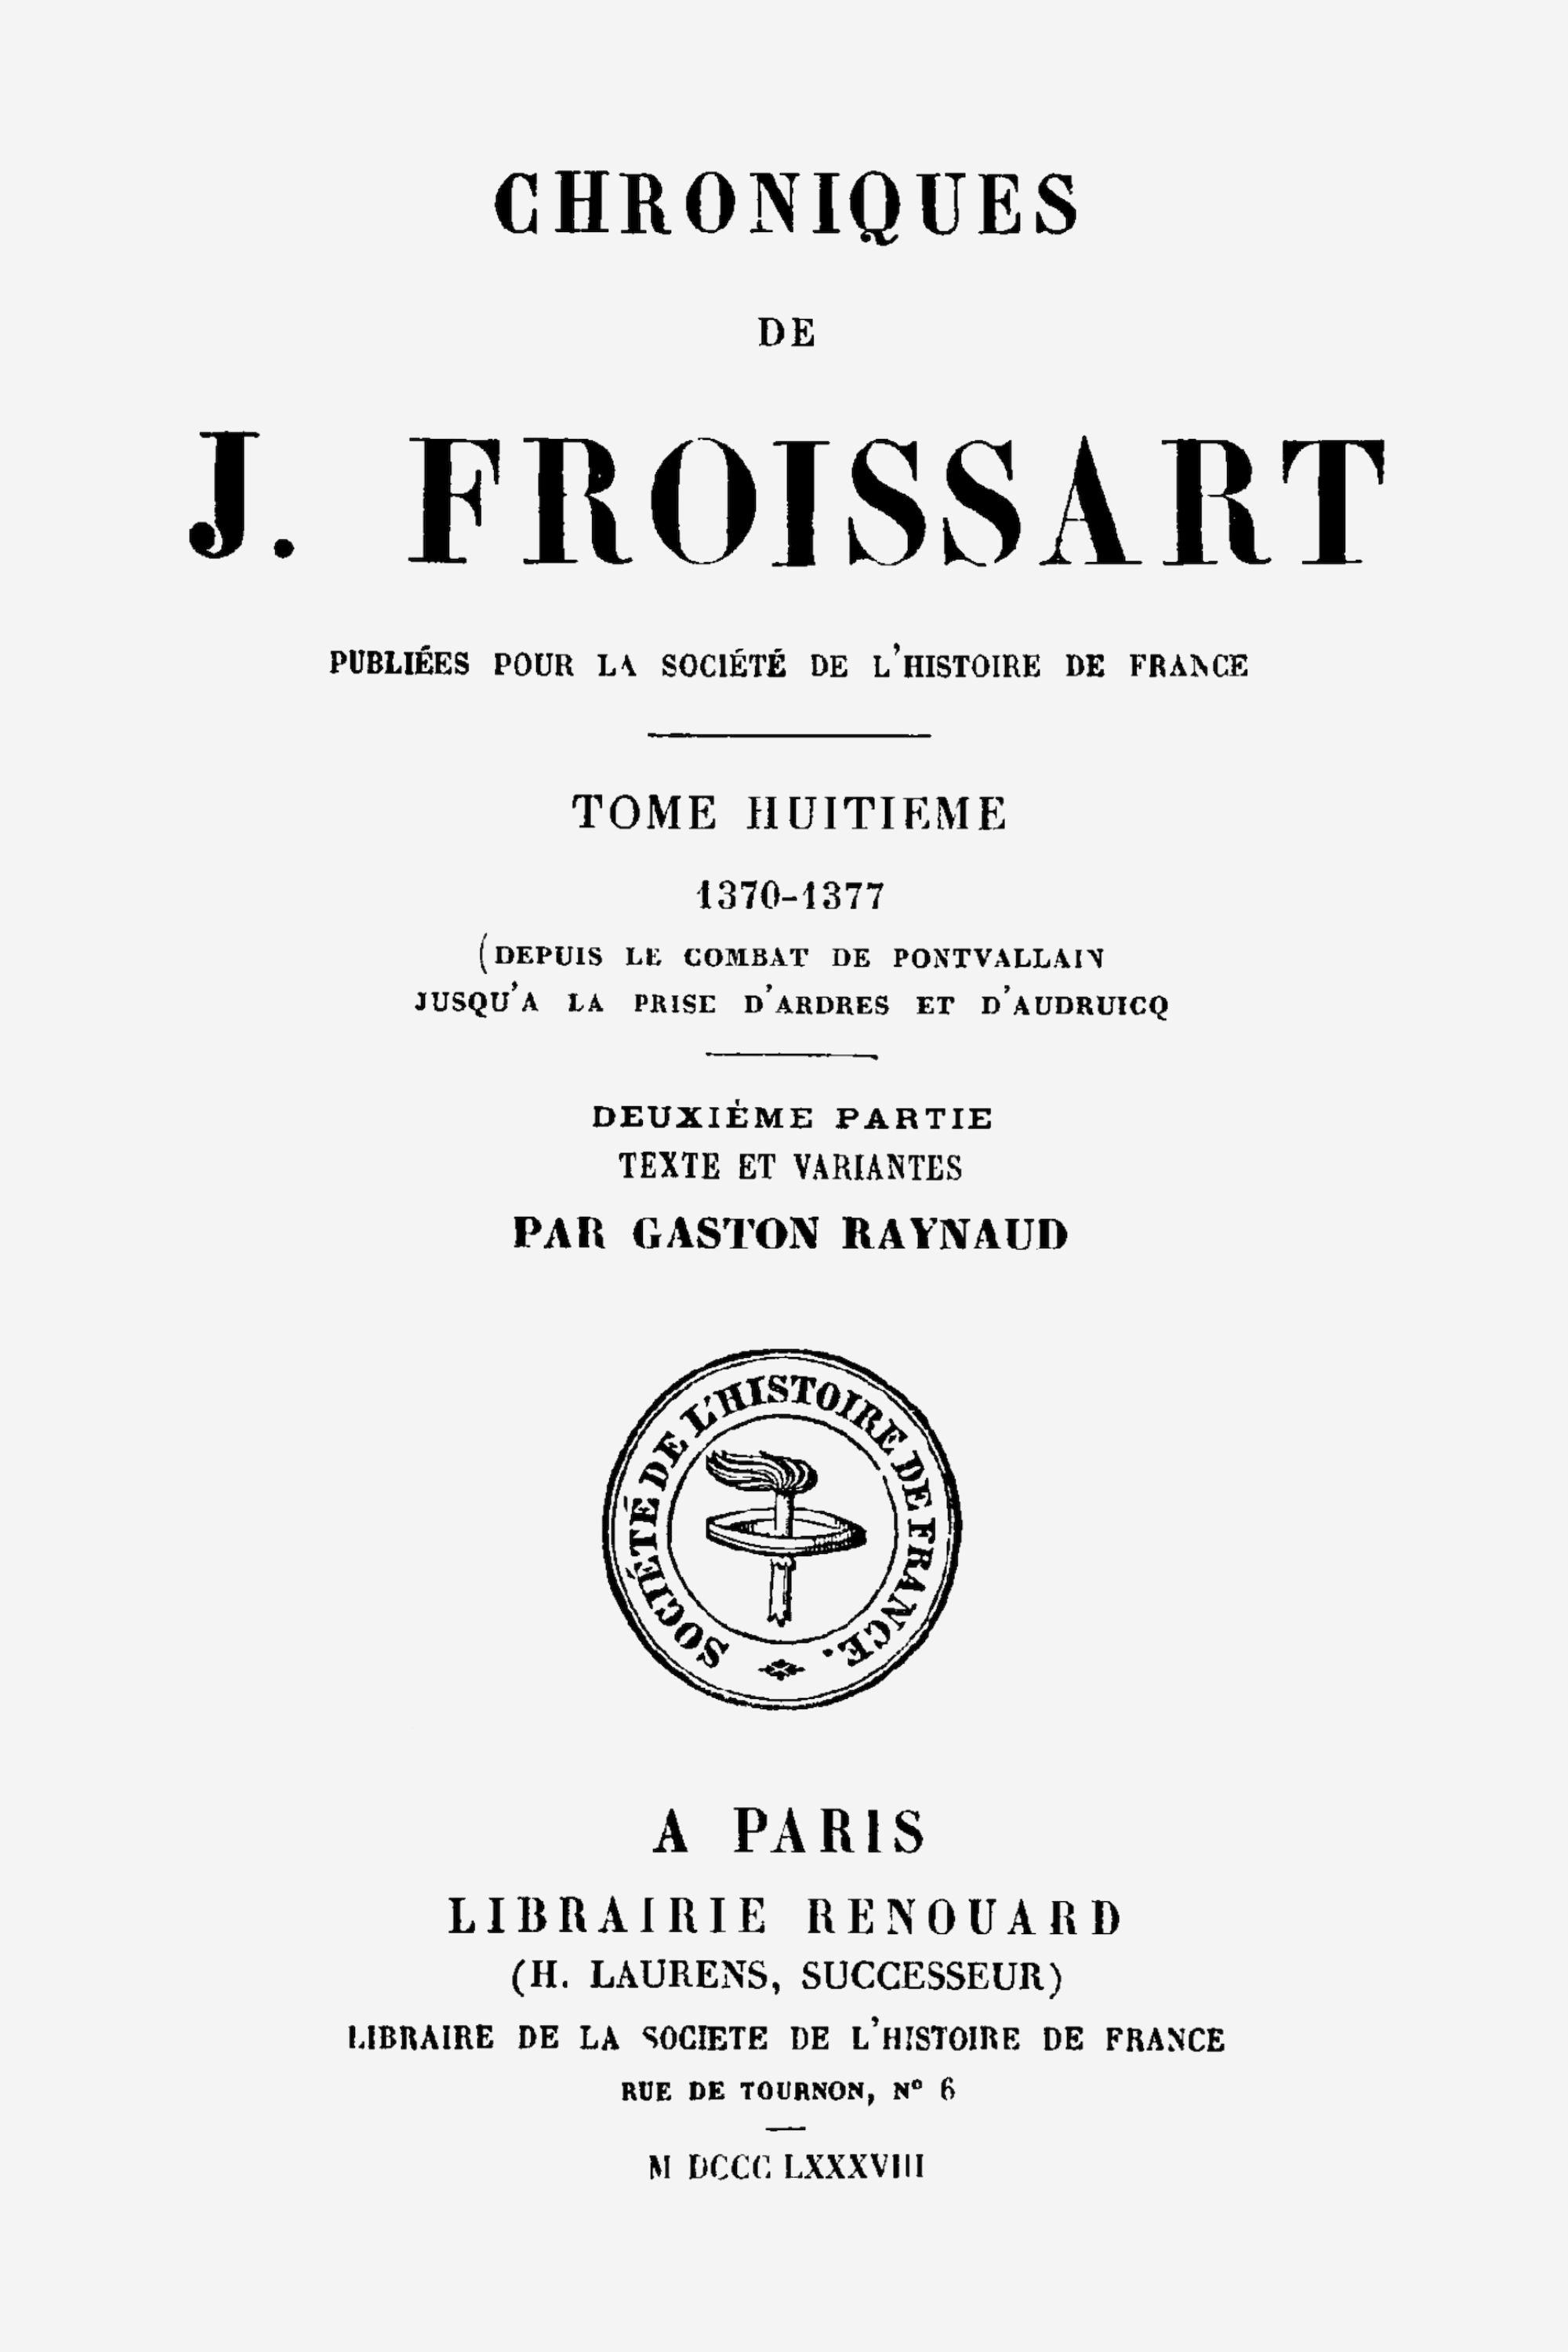 CHRONIQUES
DE
J. FROISSART
PUBLIÉES POUR LA SOCIÉTÉ DE L'HISTOIRE DE FRANCE
TOME HUITIEME
1370-1377
(DEPUIS LE COMBAT DE PONTVALLAIN
JUSQU'A LA PRISE D'ARDRES ET D'AUDRUICQ
DEUXIÈME PARTIE
TEXTE ET VARIANTES
PAR GASTON RAYNAUD
SOCIÉTÉ DE L'HISTOIRE DE FRANCE.
A PARIS
LIBRAIRIE RENOUARD
(H. LAURENS, SUCCESSEUR)
LIBRAIRE DE LA SOCIETE DE L'HISTOIRE DE FRANCE
RUE DE TOURNON, Nº 6
M DCCC LXXXVIII